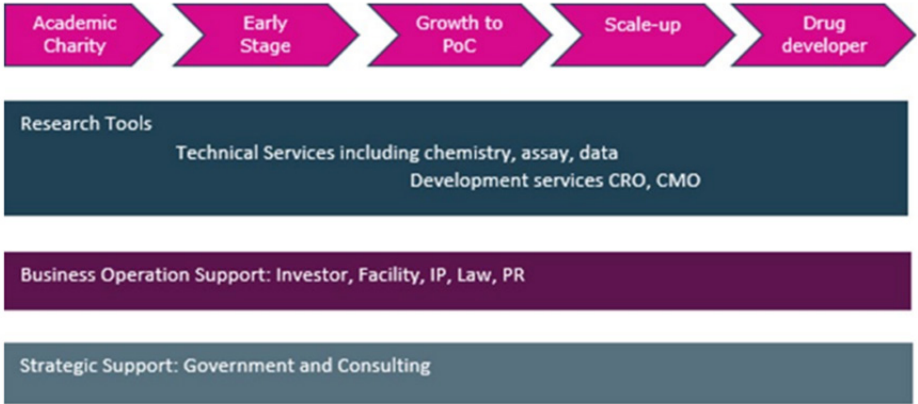 Academic
Charity
Early
Stage
Growth to
PoC
Scale-up
Drug
developer
Research Tools
Technical Services including chemistry, assay, data
Development services CRO, CMO
Business Operation Support: Investor, Facility, IP, Law, PR
Strategic Support: Government and Consulting